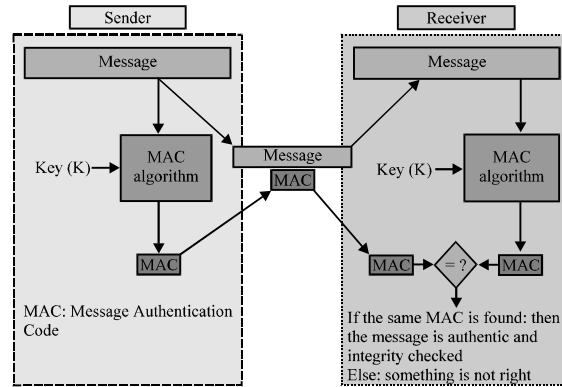 Sender
Receiver
Message
Message
Message
MAC
Key (K)
MAC
algorithm
Key (K)
MAC
algorithm
MAC
MAC
= ?
MAC
MAC: Message Authentication
Code
If the same MAC is found: then
the message is authentic and
integrity checked
Else: something is not right